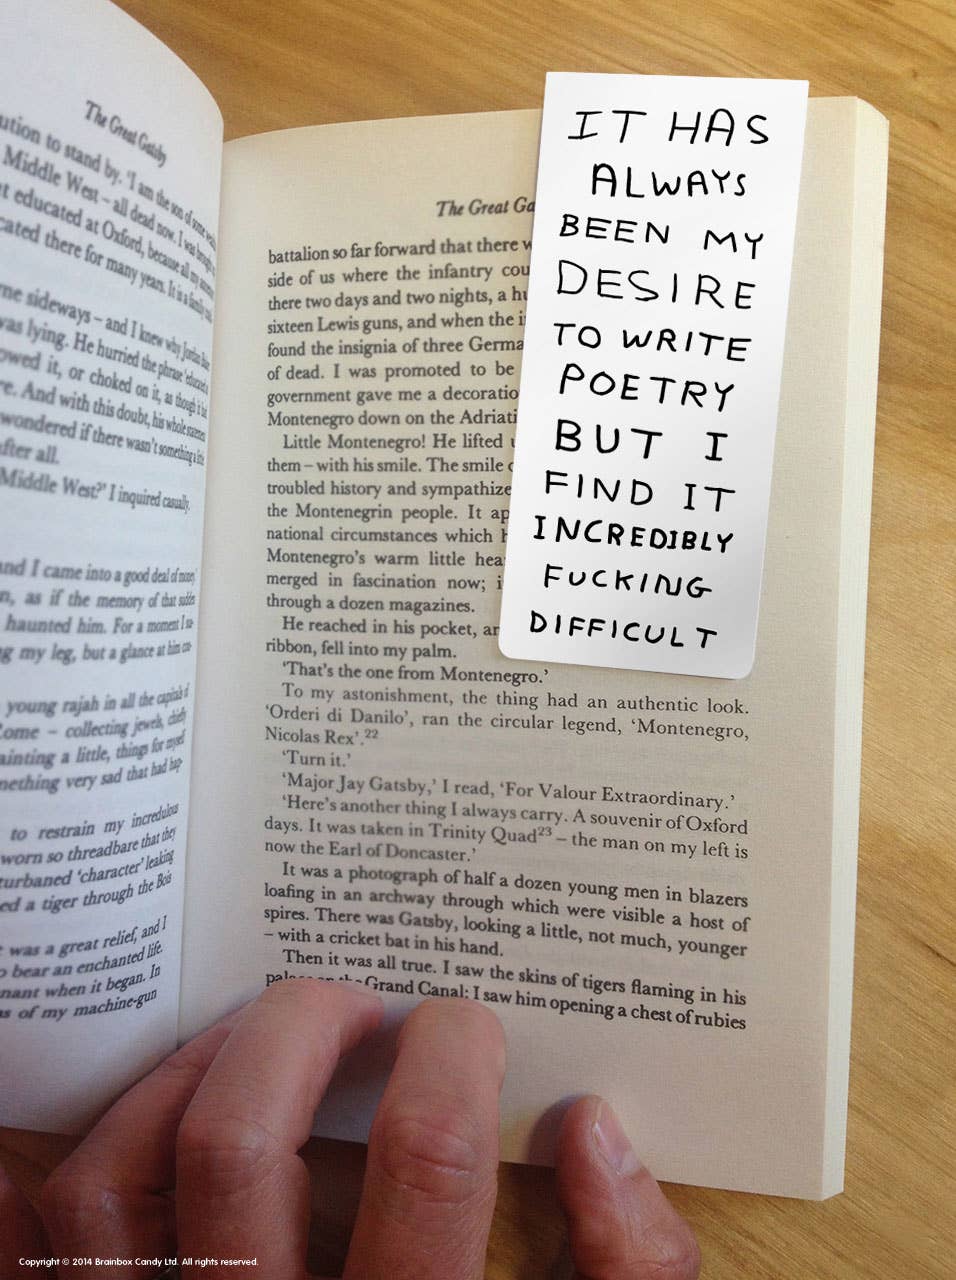 The Great Gatsby
ution to stand by. 'I am the son of some
Middle West – all dead now. I was brought
t educated at Oxford, because all my
cated there for many years. It is a family
me sideways – and I knew why Jordan
was lying. He hurried the phrase 'educated
owed it, or choked on it, as though it had
re. And with this doubt, his whole
wondered if there wasn't something a little
after all.
Middle West?' I inquired casually.
and I came into a good deal of money.'
n, as if the memory of that sudden
haunted him. For a moment I
ng my leg, but a glance at him
young rajah in all the capitals of
Rome – collecting jewels, chiefly
ainting a little, things for myself
mething very sad that had hap-
to restrain my incredulous
worn so threadbare that they
turbaned 'character' leaking
ed a tiger through the Bois
was a great relief, and I
o bear an enchanted life.
nant when it began. In
ns of my machine-gun
The Great Ga
battalion so far forward that there w
side of us where the infantry cou
there two days and two nights, a hu
sixteen Lewis guns, and when the i
found the insignia of three Germa
of dead. I was promoted to be
government gave me a decoratio
Montenegro down on the Adriati
Little Montenegro! He lifted
them – with his smile. The smile
troubled history and sympathize
the Montenegrin people. It ap
national circumstances which h
Montenegro's warm little hea
merged in fascination now; i
through a dozen magazines.
He reached in his pocket, an
ribbon, fell into my palm.
'That's the one from Montenegro.'
To my astonishment, the thing had an authentic look.
'Orderi di Danilo', ran the circular legend, 'Montenegro,
Nicolas Rex'.22
'Turn it.'
'Major Jay Gatsby,' I read, 'For Valour Extraordinary.'
'Here's another thing I always carry. A souvenir of Oxford
days. It was taken in Trinity Quad23 – the man on my left is
now the Earl of Doncaster.'
It was a photograph of half a dozen young men in blazers
loafing in an archway through which were visible a host of
spires. There was Gatsby, looking a little, not much, younger
– with a cricket bat in his hand.
Then it was all true. I saw the skins of tigers flaming in his
palace on the Grand Canal; I saw him opening a chest of rubies
IT HAS
ALWAYS
BEEN MY
DESIRE
TO WRITE
POETRY
BUT I
FIND IT
INCREDIBLY
FUCKING
DIFFICULT
Copyright © 2014 Brainbox Candy Ltd. All rights reserved.